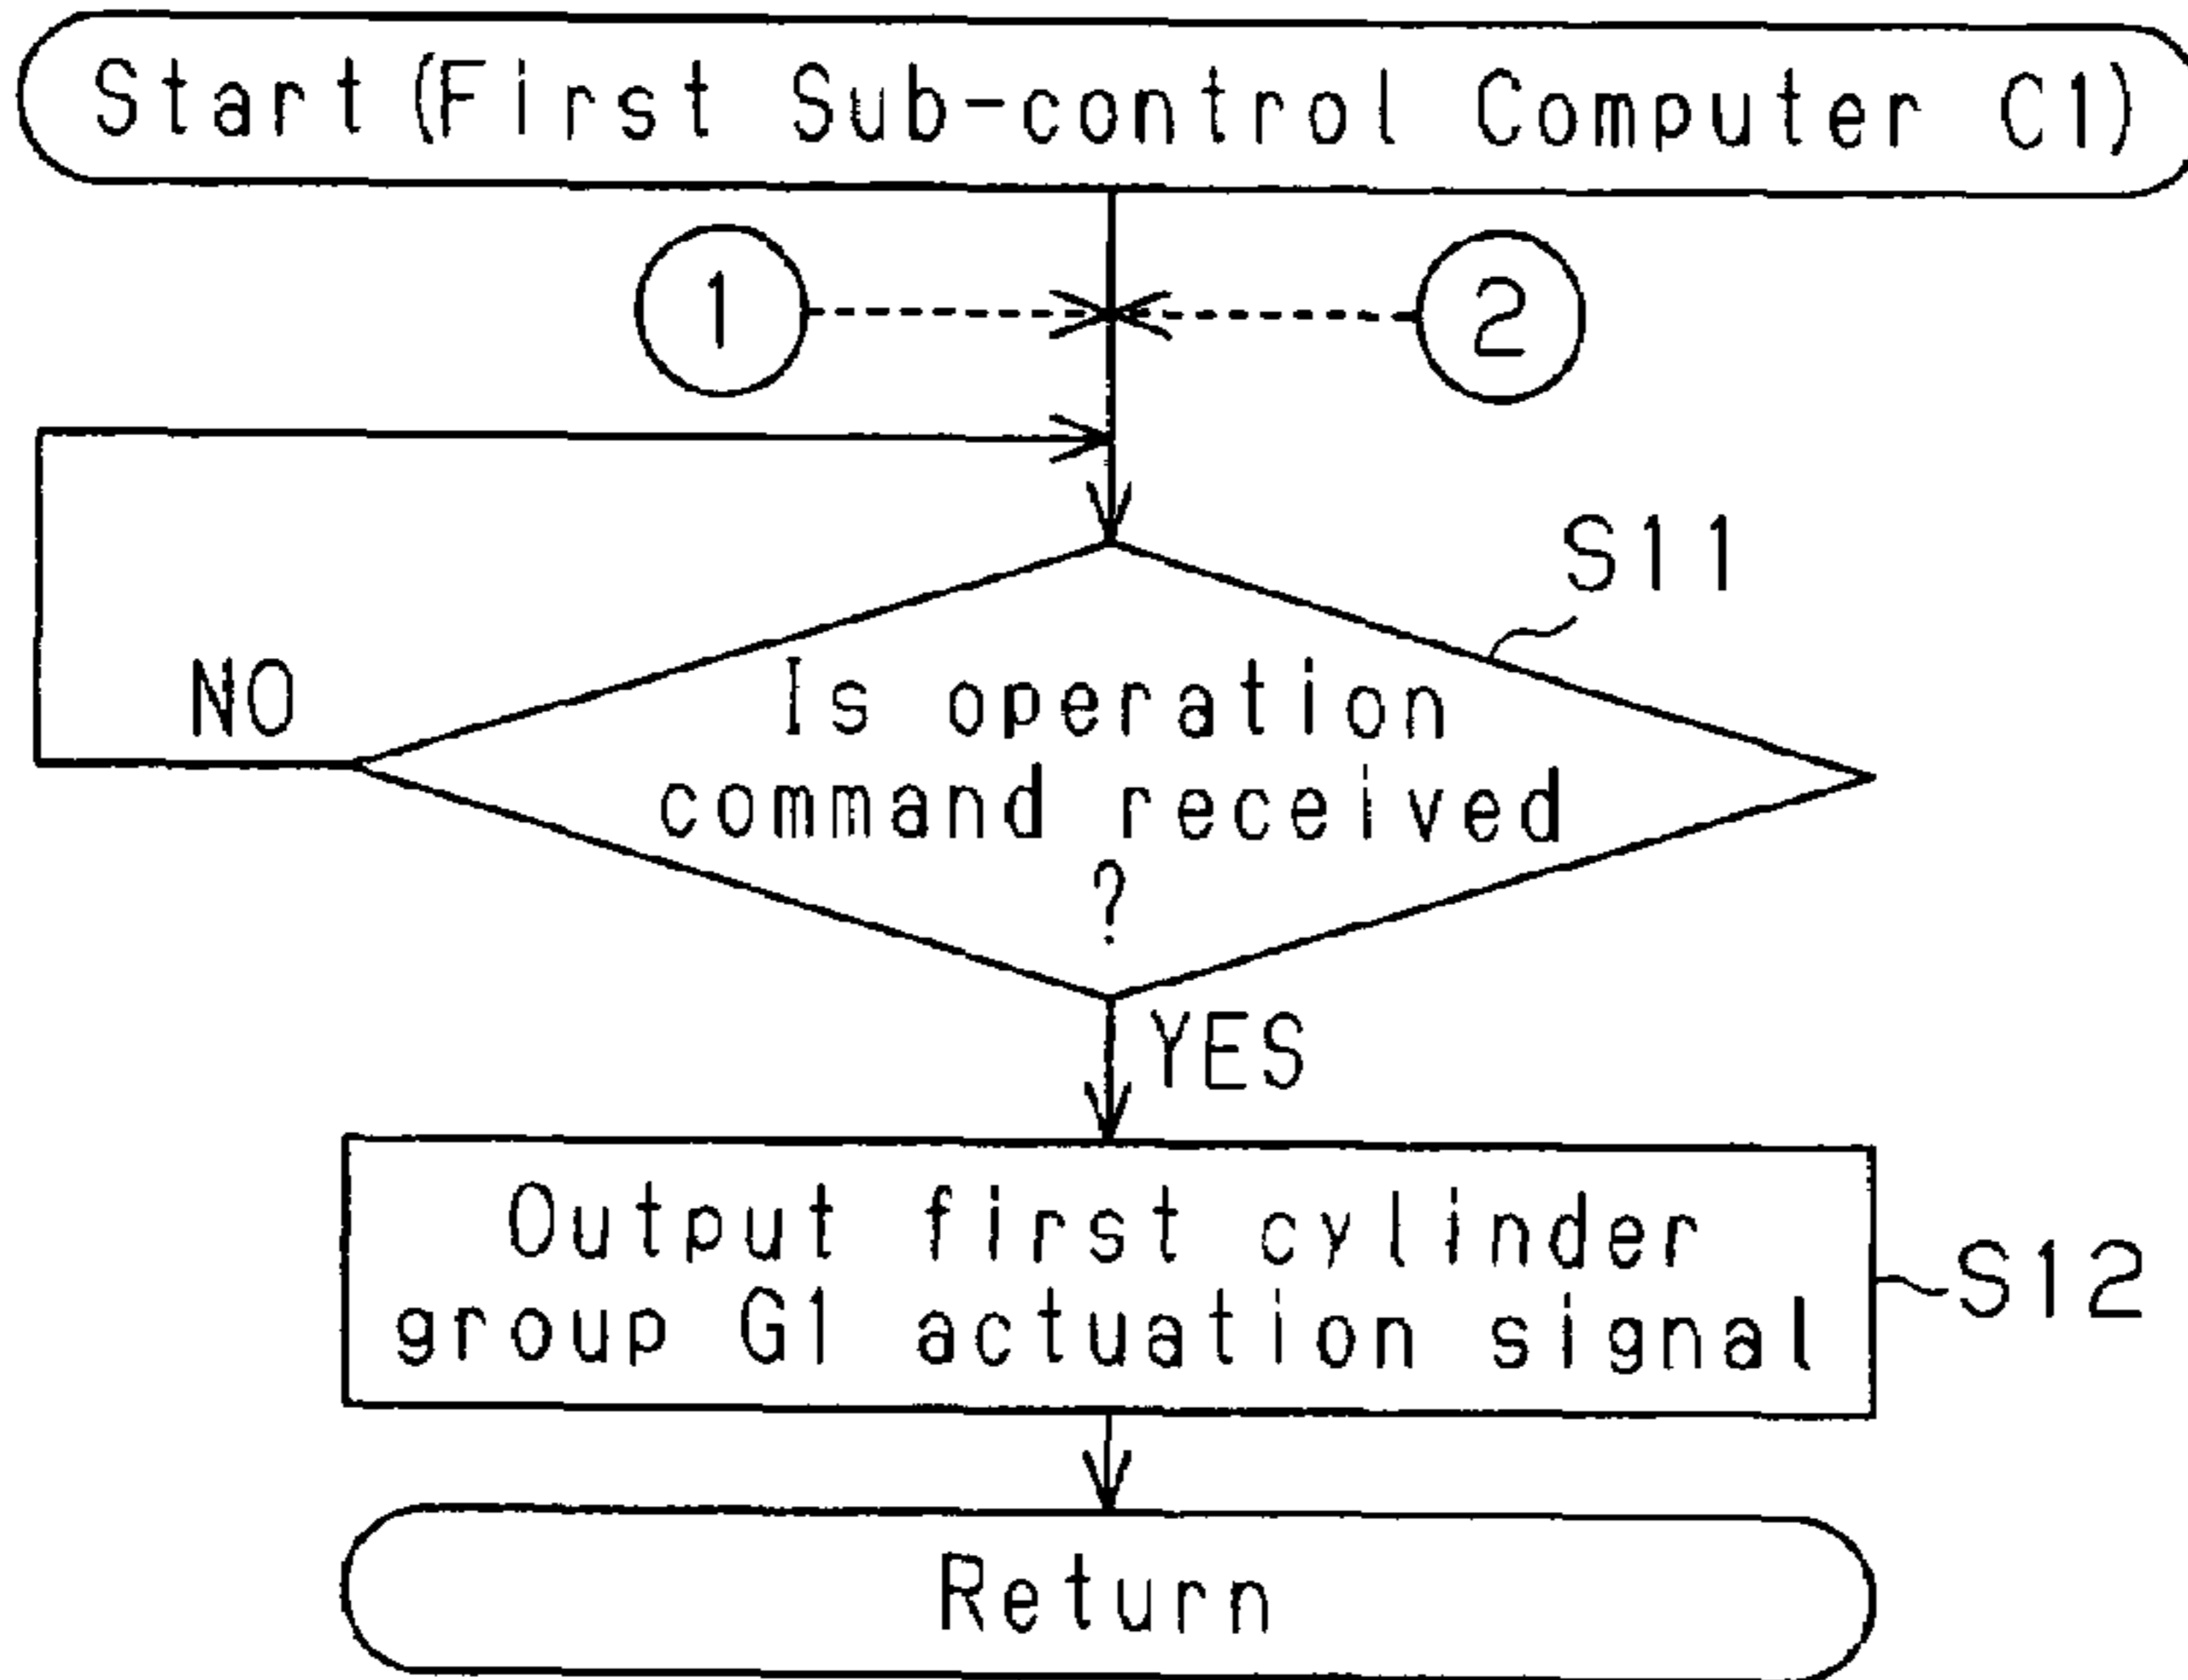 Start (First Sub-control Computer C1)
1
2
S11
NO
Is operation
command received
?
YES
Output first cylinder
group G1 actuation signal
S12
Return